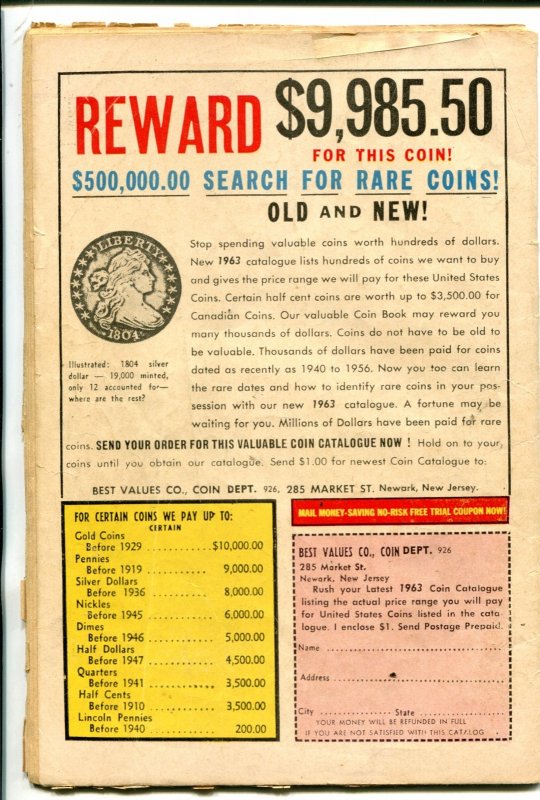 REWARD $9,985.50
FOR THIS COIN!
$500,000.00 SEARCH FOR RARE COINS!
OLD AND NEW!
LIBERTY
1804
Illustrated: 1804 silver
dollar — 19,000 minted,
only 12 accounted for—
where are the rest?
Stop spending valuable coins worth hundreds of dollars.
New 1963 catalogue lists hundreds of coins we want to buy
and gives the price range we will pay for these United States
Coins. Certain half cent coins are worth up to $3,500.00 for
Canadian Coins. Our valuable Coin Book may reward you
many thousands of dollars. Coins do not have to be old to
be valuable. Thousands of dollars have been paid for coins
dated as recently as 1940 to 1956. Now you too can learn
the rare dates and how to identify rare coins in your pos-
session with our new 1963 catalogue. A fortune may be
waiting for you. Millions of Dollars have been paid for rare
coins. SEND YOUR ORDER FOR THIS VALUABLE COIN CATALOGUE NOW ! Hold on to your
coins until you obtain our catalogue. Send $1.00 for newest Coin Catalogue to:
BEST VALUES CO., COIN DEPT. 926, 285 MARKET ST. Newark, New Jersey.
FOR CERTAIN COINS WE PAY UP TO:
CERTAIN
Gold Coins
Before 1929 ............ $10,000.00
Pennies
Before 1919 ............ 9,000.00
Silver Dollars
Before 1936 ............ 8,000.00
Nickles
Before 1945 ............ 6,000.00
Dimes
Before 1946 ............ 5,000.00
Half Dollars
Before 1947 ............ 4,500.00
Quarters
Before 1941 ............ 3,500.00
Half Cents
Before 1910 ............ 3,500.00
Lincoln Pennies
Before 1940 ............ 200.00
MAIL MONEY-SAVING NO-RISK FREE TRIAL COUPON NOW!
BEST VALUES CO., COIN DEPT. 926
285 Market St.
Newark, New Jersey
Rush your Latest 1963 Coin Catalogue
listing the actual price range you will pay
for United States Coins listed in the cata-
logue. I enclose $1. Send Postage Prepaid.
Name ............
Address ............
City ............ State ............
YOUR MONEY WILL BE REFUNDED IN FULL
IF YOU ARE NOT SATISFIED WITH THIS CATALOG